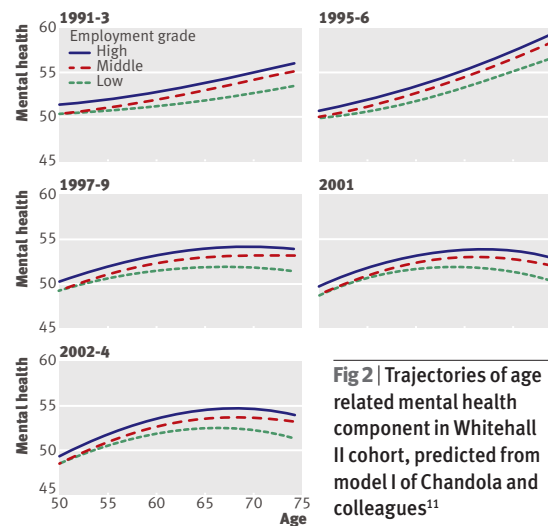 1991-3
1995-6
Mental health
60
55
50
45
Employment grade
High
Middle
Low
1997-9
2001
Mental health
60
55
50
45
2002-4
Mental health
60
55
50
45
50 55 60 65 70 75
Age
Fig 2 | Trajectories of age
related mental health
component in Whitehall
II cohort, predicted from
model I of Chandola and
colleagues¹¹